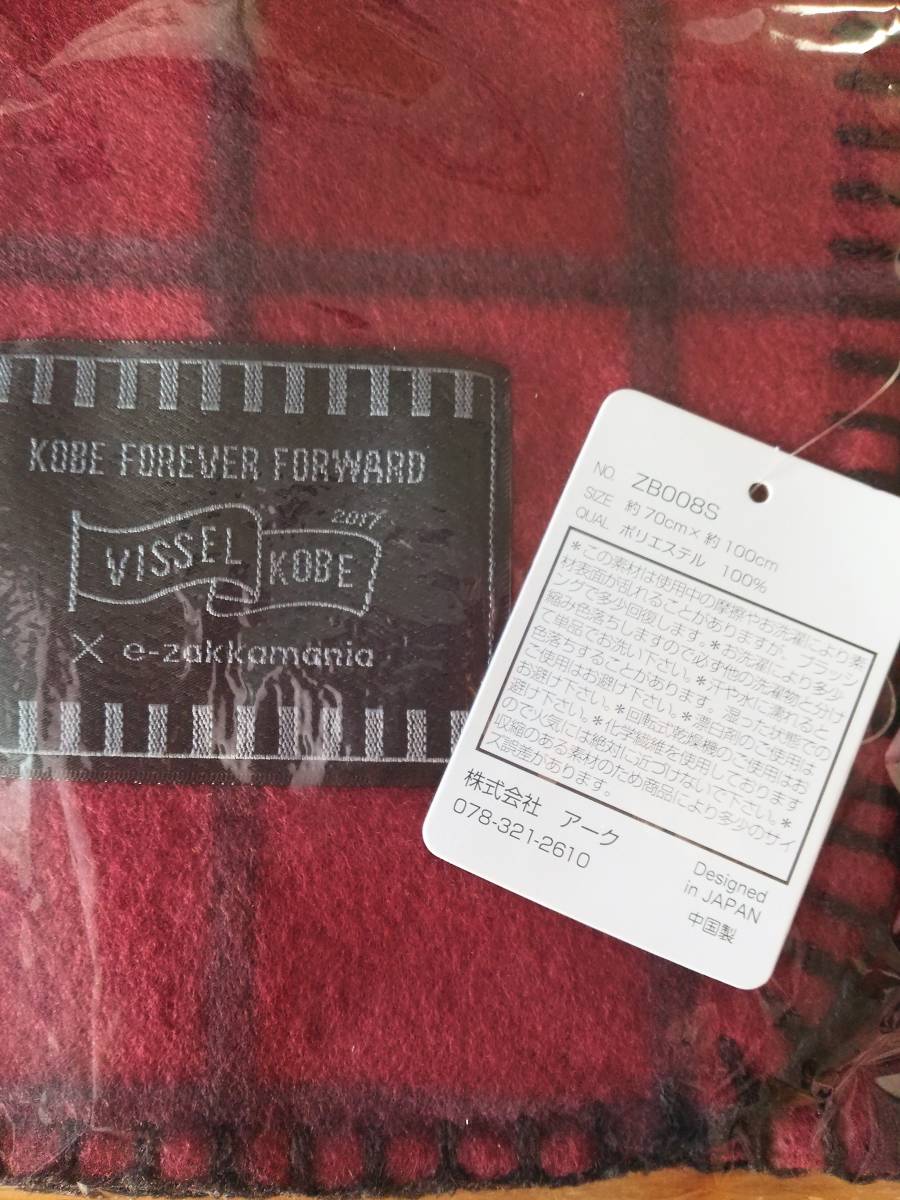 KOBE FOREVER FORWARD
2017
VISSEL KOBE
× e-zakkamania
NO. ZB008S
SIZE 約70cm×約100cm
QUAL ポリエステル 100%
*この素材は使用中の摩擦やお洗濯により素
材表面が乱れることがありますが、ブラッシ
ングで多少回復します。*お洗濯により多少
縮み色落ちしますので必ず他の洗濯物と分け
ご単品でお洗い下さい。*汗や水に濡れると
色落ちすることがあります。湿った状態での
ご使用はお避け下さい。*漂白剤のご使用は
お避け下さい。*回転式乾燥機のご使用はお
避け下さい。*化学繊維を使用しております
ので火気には絶対に近づけないで下さい。*
収縮のある素材のため商品により多少のサイ
ズ誤差があります。
株式会社 アーク
078-321-2610
Designed
in JAPAN
中国製